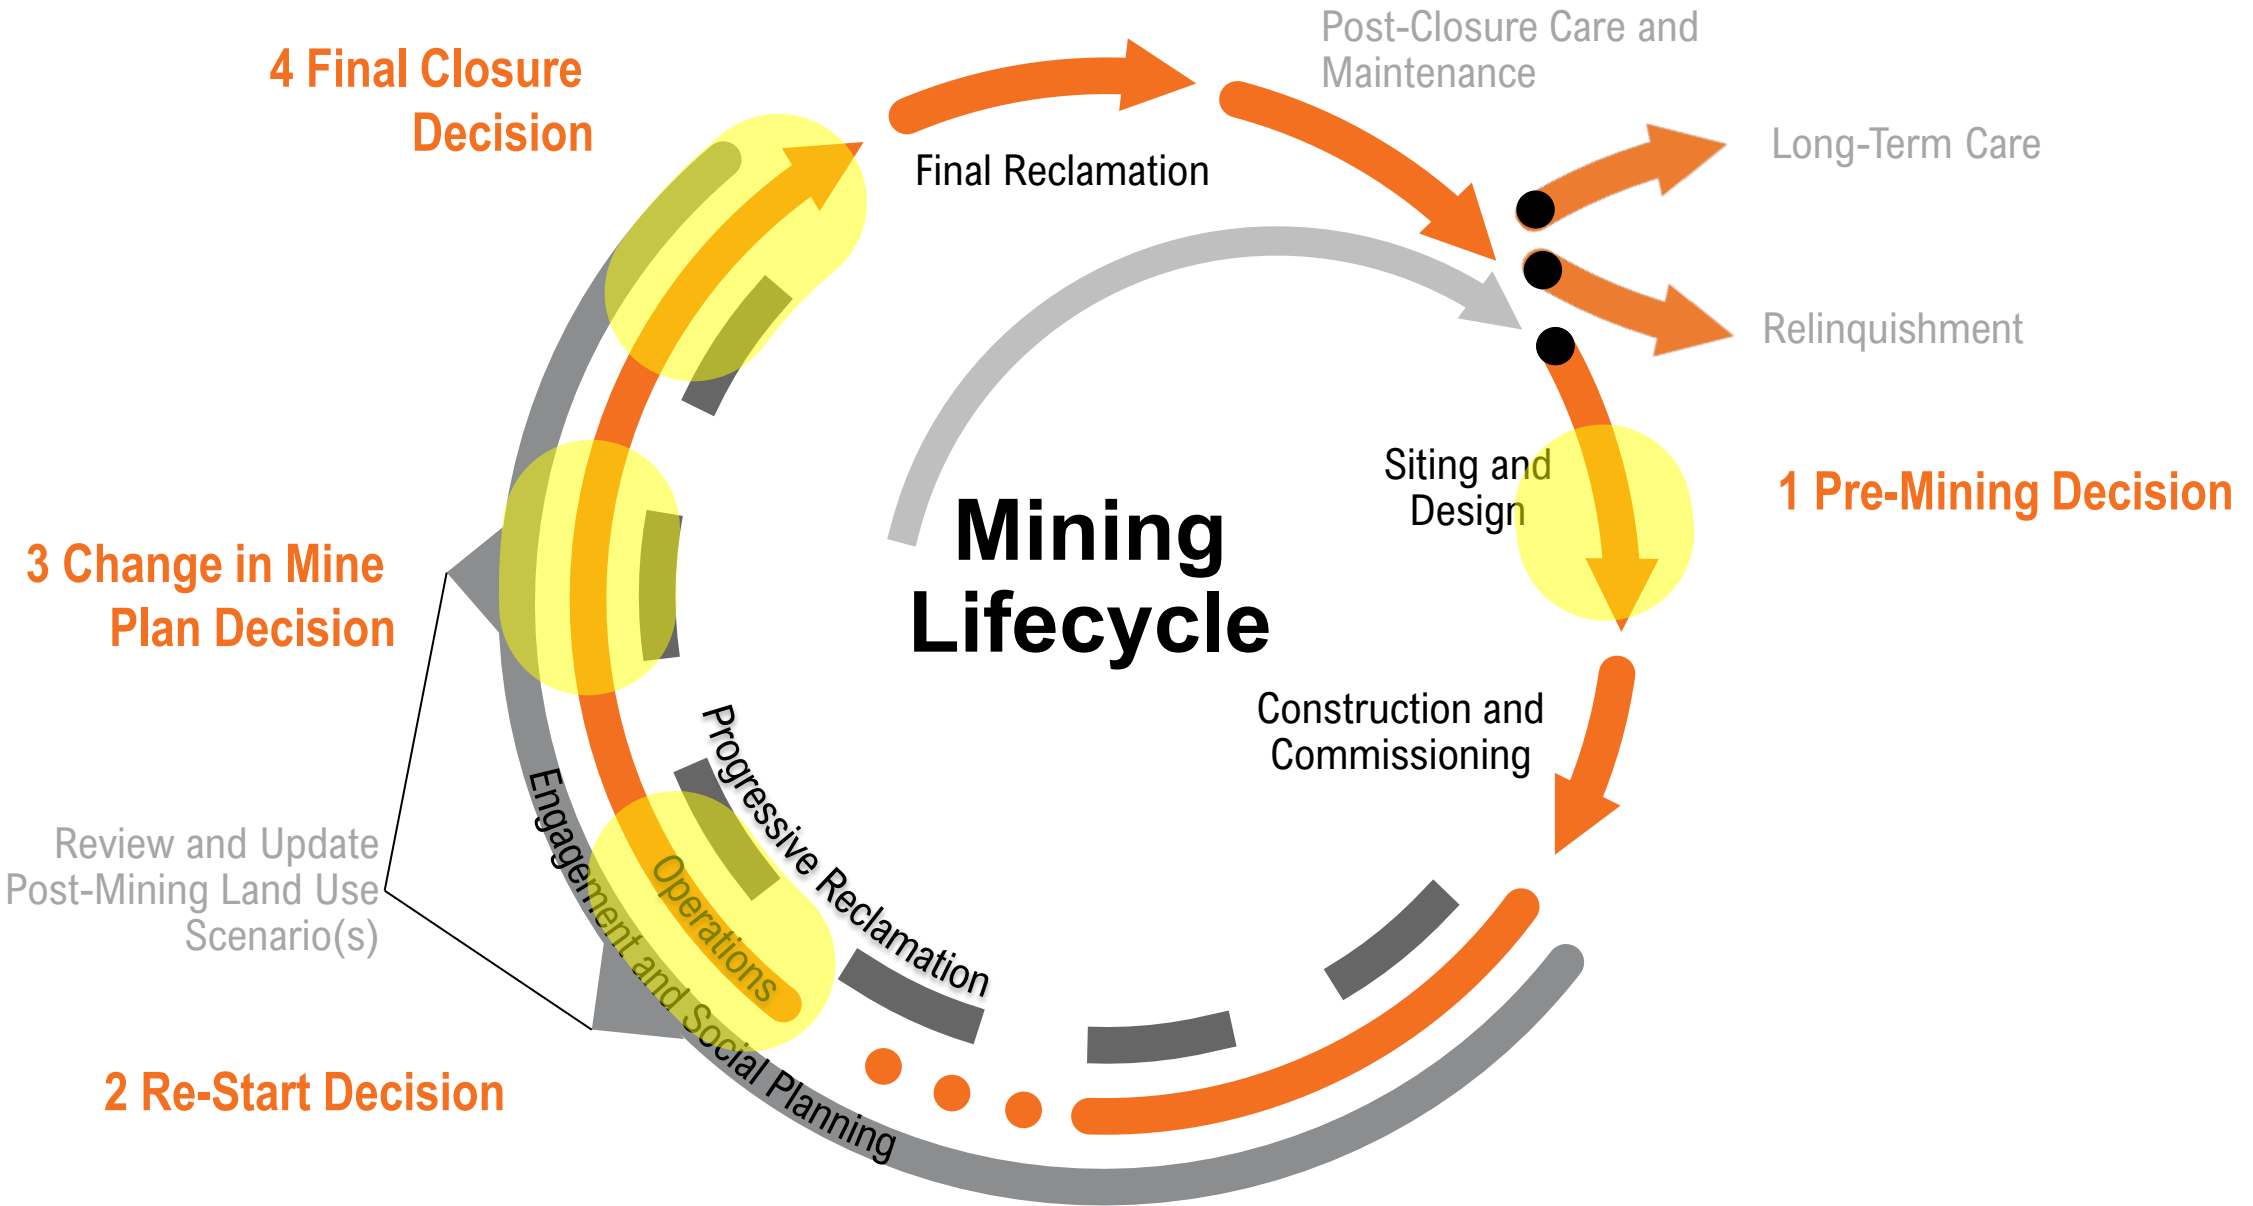 4 Final Closure
Decision
Post-Closure Care and
Maintenance
Final Reclamation
Long-Term Care
Relinquishment
Siting and
Design
1 Pre-Mining Decision
Mining
Lifecycle
3 Change in Mine
Plan Decision
Construction and
Commissioning
Progressive Reclamation
Operations
Engagement and Social Planning
Review and Update
Post-Mining Land Use
Scenario(s)
2 Re-Start Decision